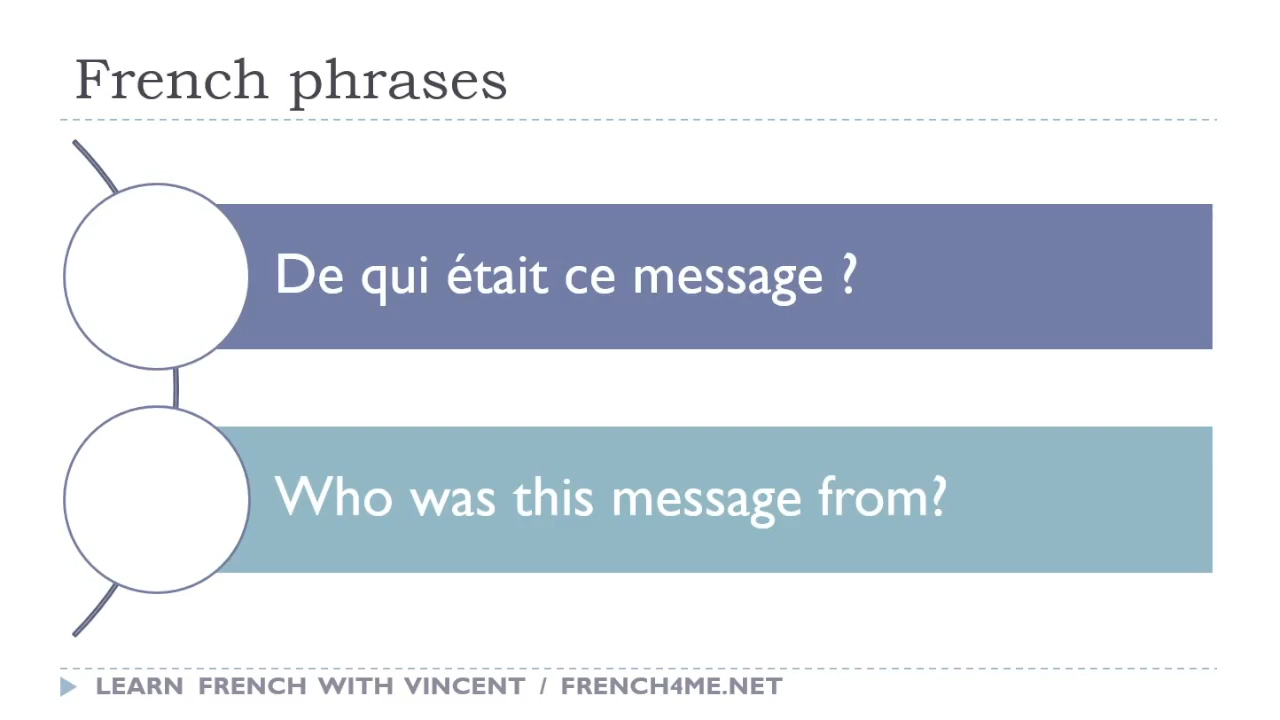 French phrases
De qui était ce message ?
Who was this message from?
LEARN FRENCH WITH VINCENT / FRENCH4ME.NET